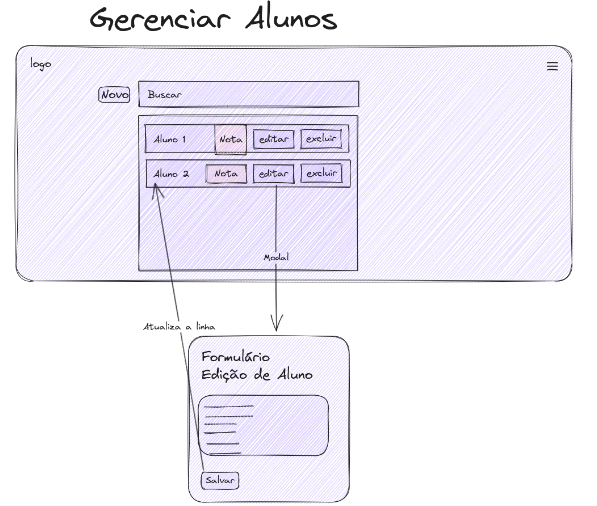 Gerenciar Alunos
logo
Novo
Buscar
Aluno 1 Nota editar excluir
Aluno 2 Nota editar excluir
Modal
Atualiza a linha
Formulário
Edição de Aluno
Salvar